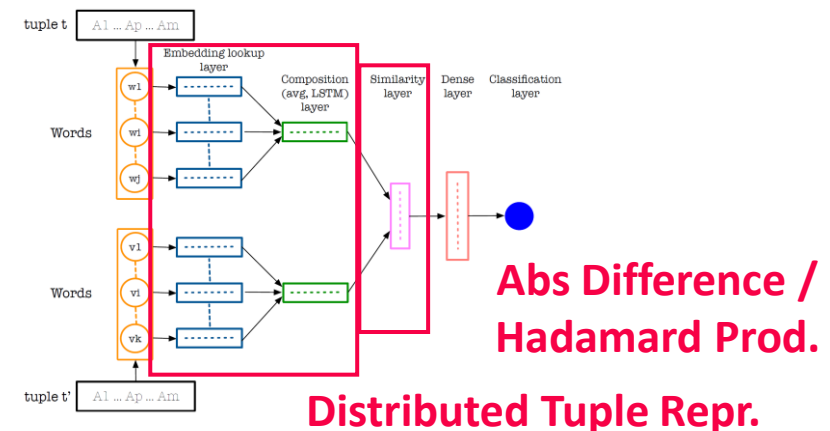 tuple t
A1 ... Ap ... Am
Embedding lookup
layer
Composition
(avg, LSTM)
layer
Similarity
layer
Dense
layer
Classification
layer
w1
Words
wi
wj
v1
Words
vi
vk
Abs Difference /
Hadamard Prod.
tuple t'
A1 ... Ap ... Am
Distributed Tuple Repr.